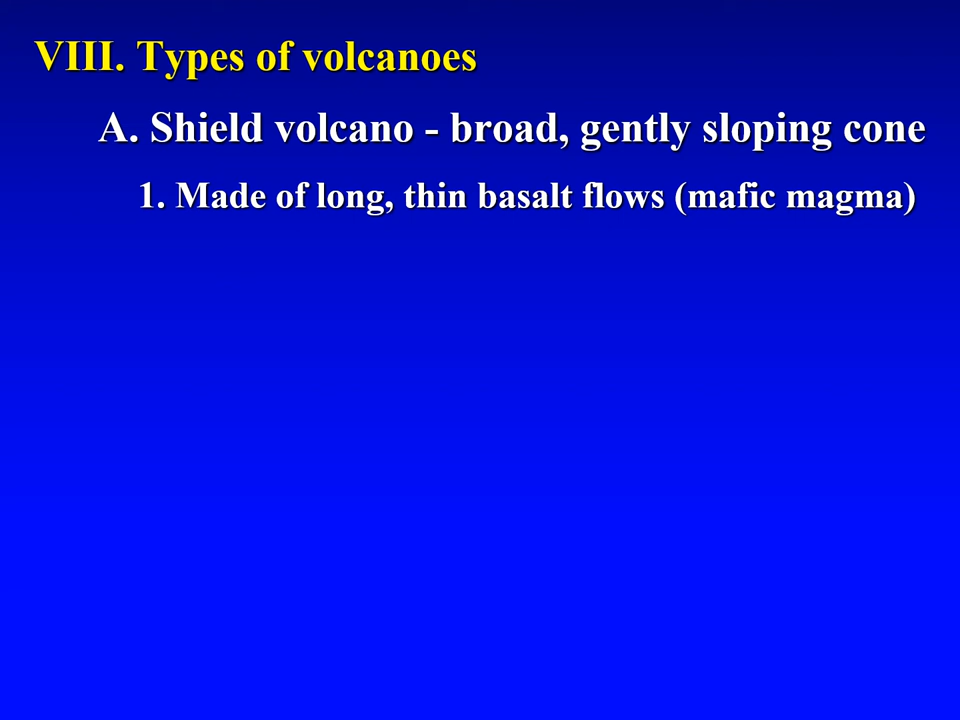 VIII. Types of volcanoes
A. Shield volcano - broad, gently sloping cone
1. Made of long, thin basalt flows (mafic magma)